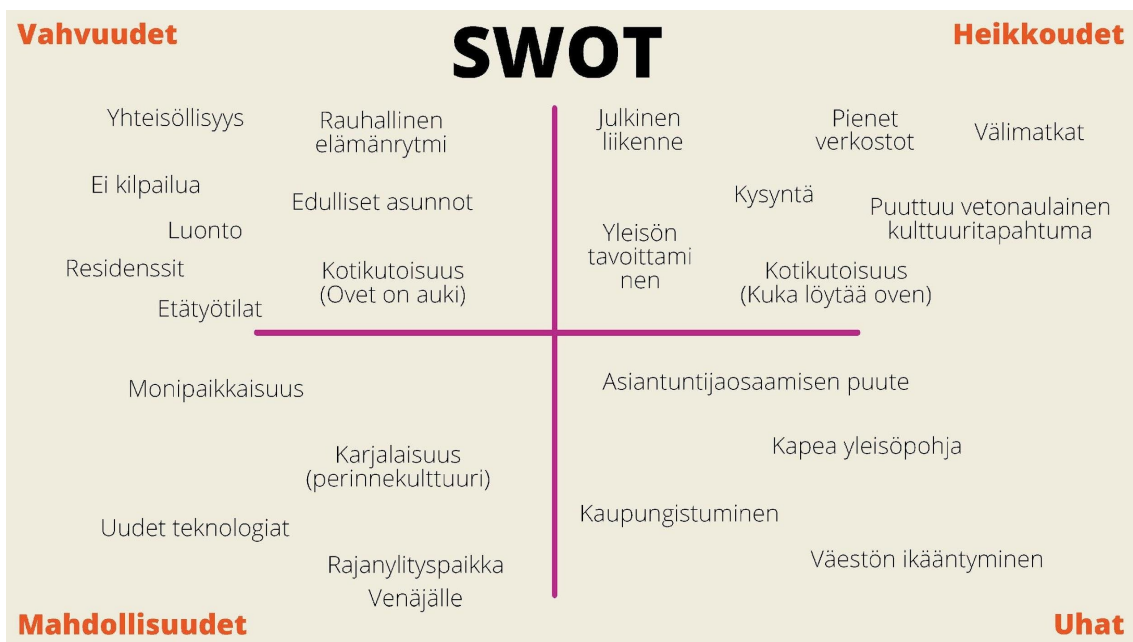 Vahvuudet
SWOT
Heikkoudet
Yhteisöllisyys
Rauhallinen
elämänrytmi
Ei kilpailua
Edulliset asunnot
Luonto
Residenssit
Kotikutoisuus
(Ovet on auki)
Etätyötilat
Julkinen
liikenne
Pienet
verkostot
Välimatkat
Kysyntä
Puuttuu vetonaulainen
kulttuuritapahtuma
Yleisön
tavoittami
nen
Kotikutoisuus
(Kuka löytää oven)
Monipaikkaisuus
Karjalaisuus
(perinnekulttuuri)
Uudet teknologiat
Rajanylityspaikka
Venäjälle
Mahdollisuudet
Asiantuntijaosaamisen puute
Kapea yleisöpohja
Kaupungistuminen
Väestön ikääntyminen
Uhat